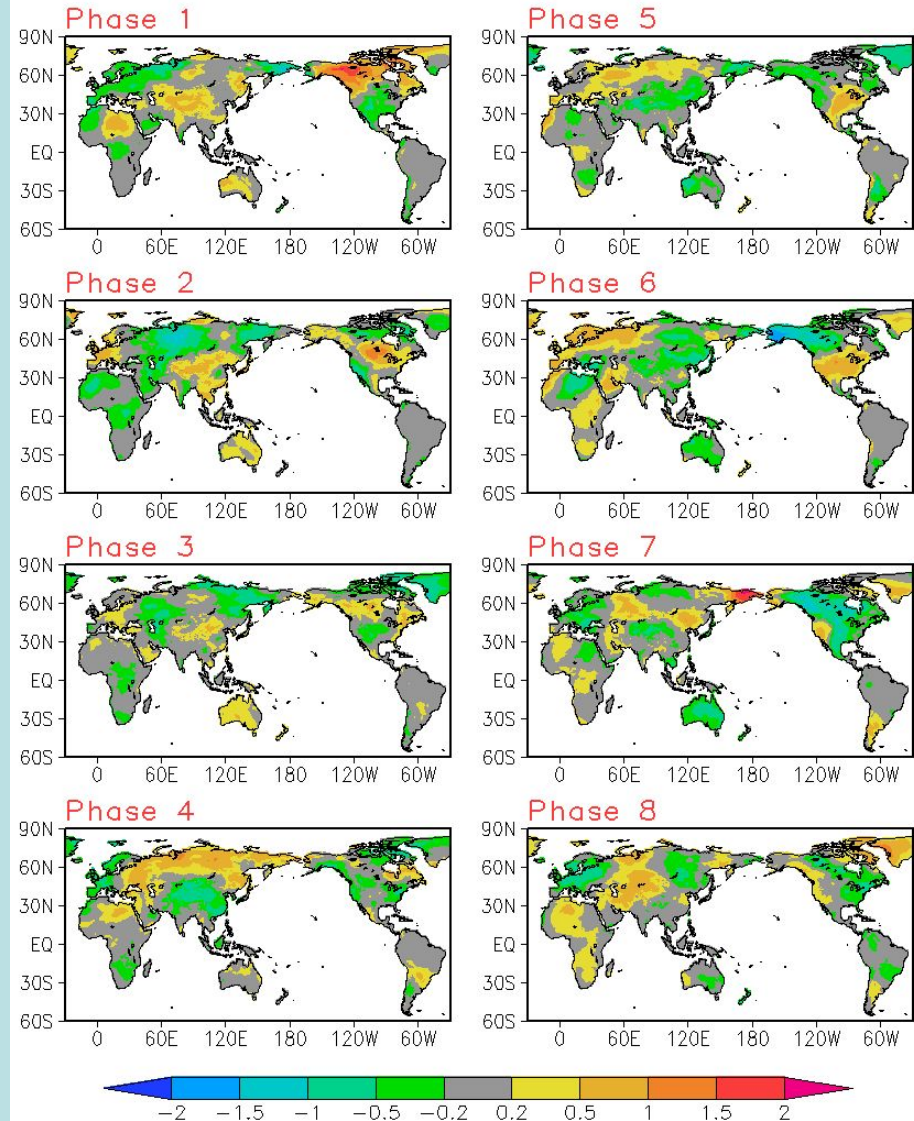 Phase 1
90N
60N
30N
EQ
30S
60S
0 60E 120E 180 120W 60W
Phase 5
90N
60N
30N
EQ
30S
60S
0 60E 120E 180 120W 60W
Phase 2
90N
60N
30N
EQ
30S
60S
0 60E 120E 180 120W 60W
Phase 6
90N
60N
30N
EQ
30S
60S
0 60E 120E 180 120W 60W
Phase 3
90N
60N
30N
EQ
30S
60S
0 60E 120E 180 120W 60W
Phase 7
90N
60N
30N
EQ
30S
60S
0 60E 120E 180 120W 60W
Phase 4
90N
60N
30N
EQ
30S
60S
0 60E 120E 180 120W 60W
Phase 8
90N
60N
30N
EQ
30S
60S
0 60E 120E 180 120W 60W
-2 -1.5 -1 -0.5 -0.2 0.2 0.5 1 1.5 2